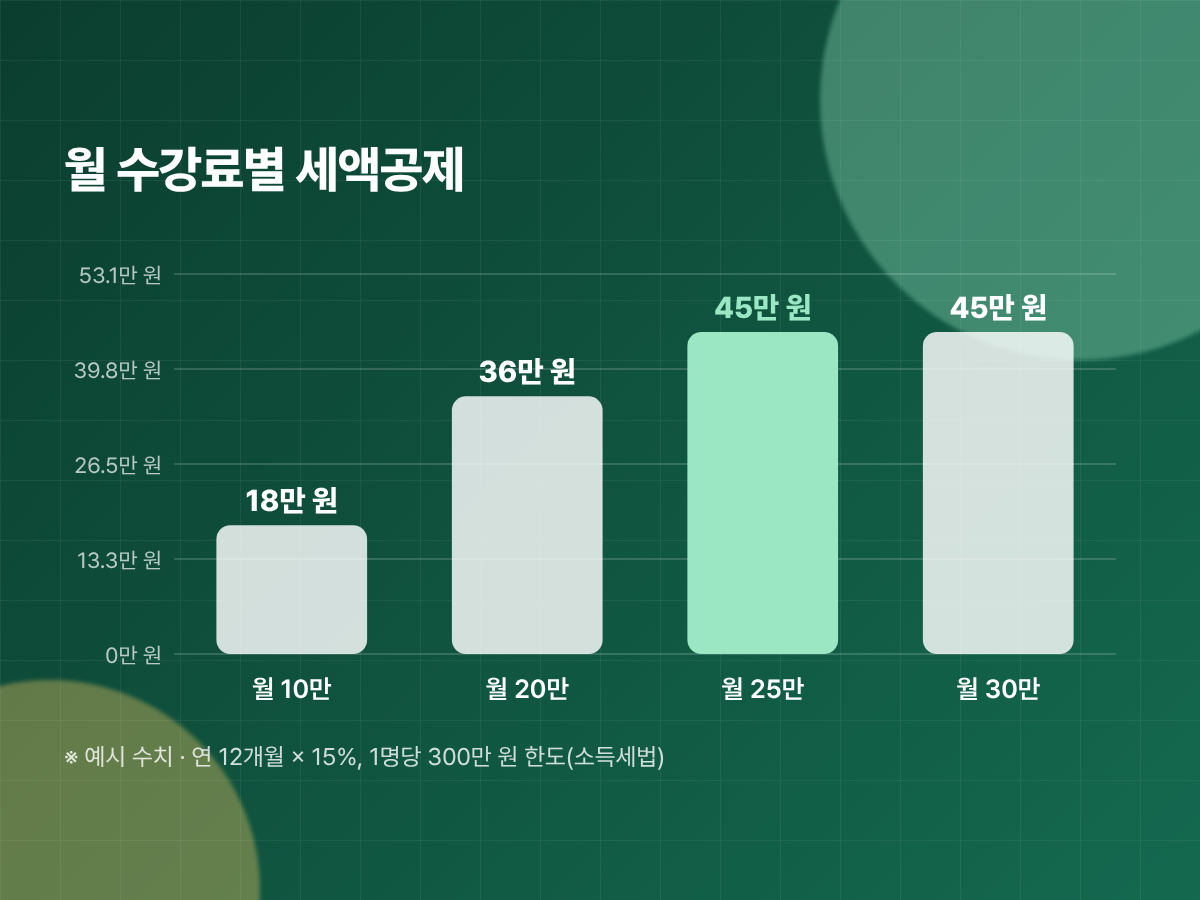 월 수강료별 세액공제
53.1만 원
39.8만 원
26.5만 원
13.3만 원
0만 원
18만 원
36만 원
45만 원
45만 원
월 10만
월 20만
월 25만
월 30만
※ 예시 수치 · 연 12개월 × 15%, 1명당 300만 원 한도(소득세법)